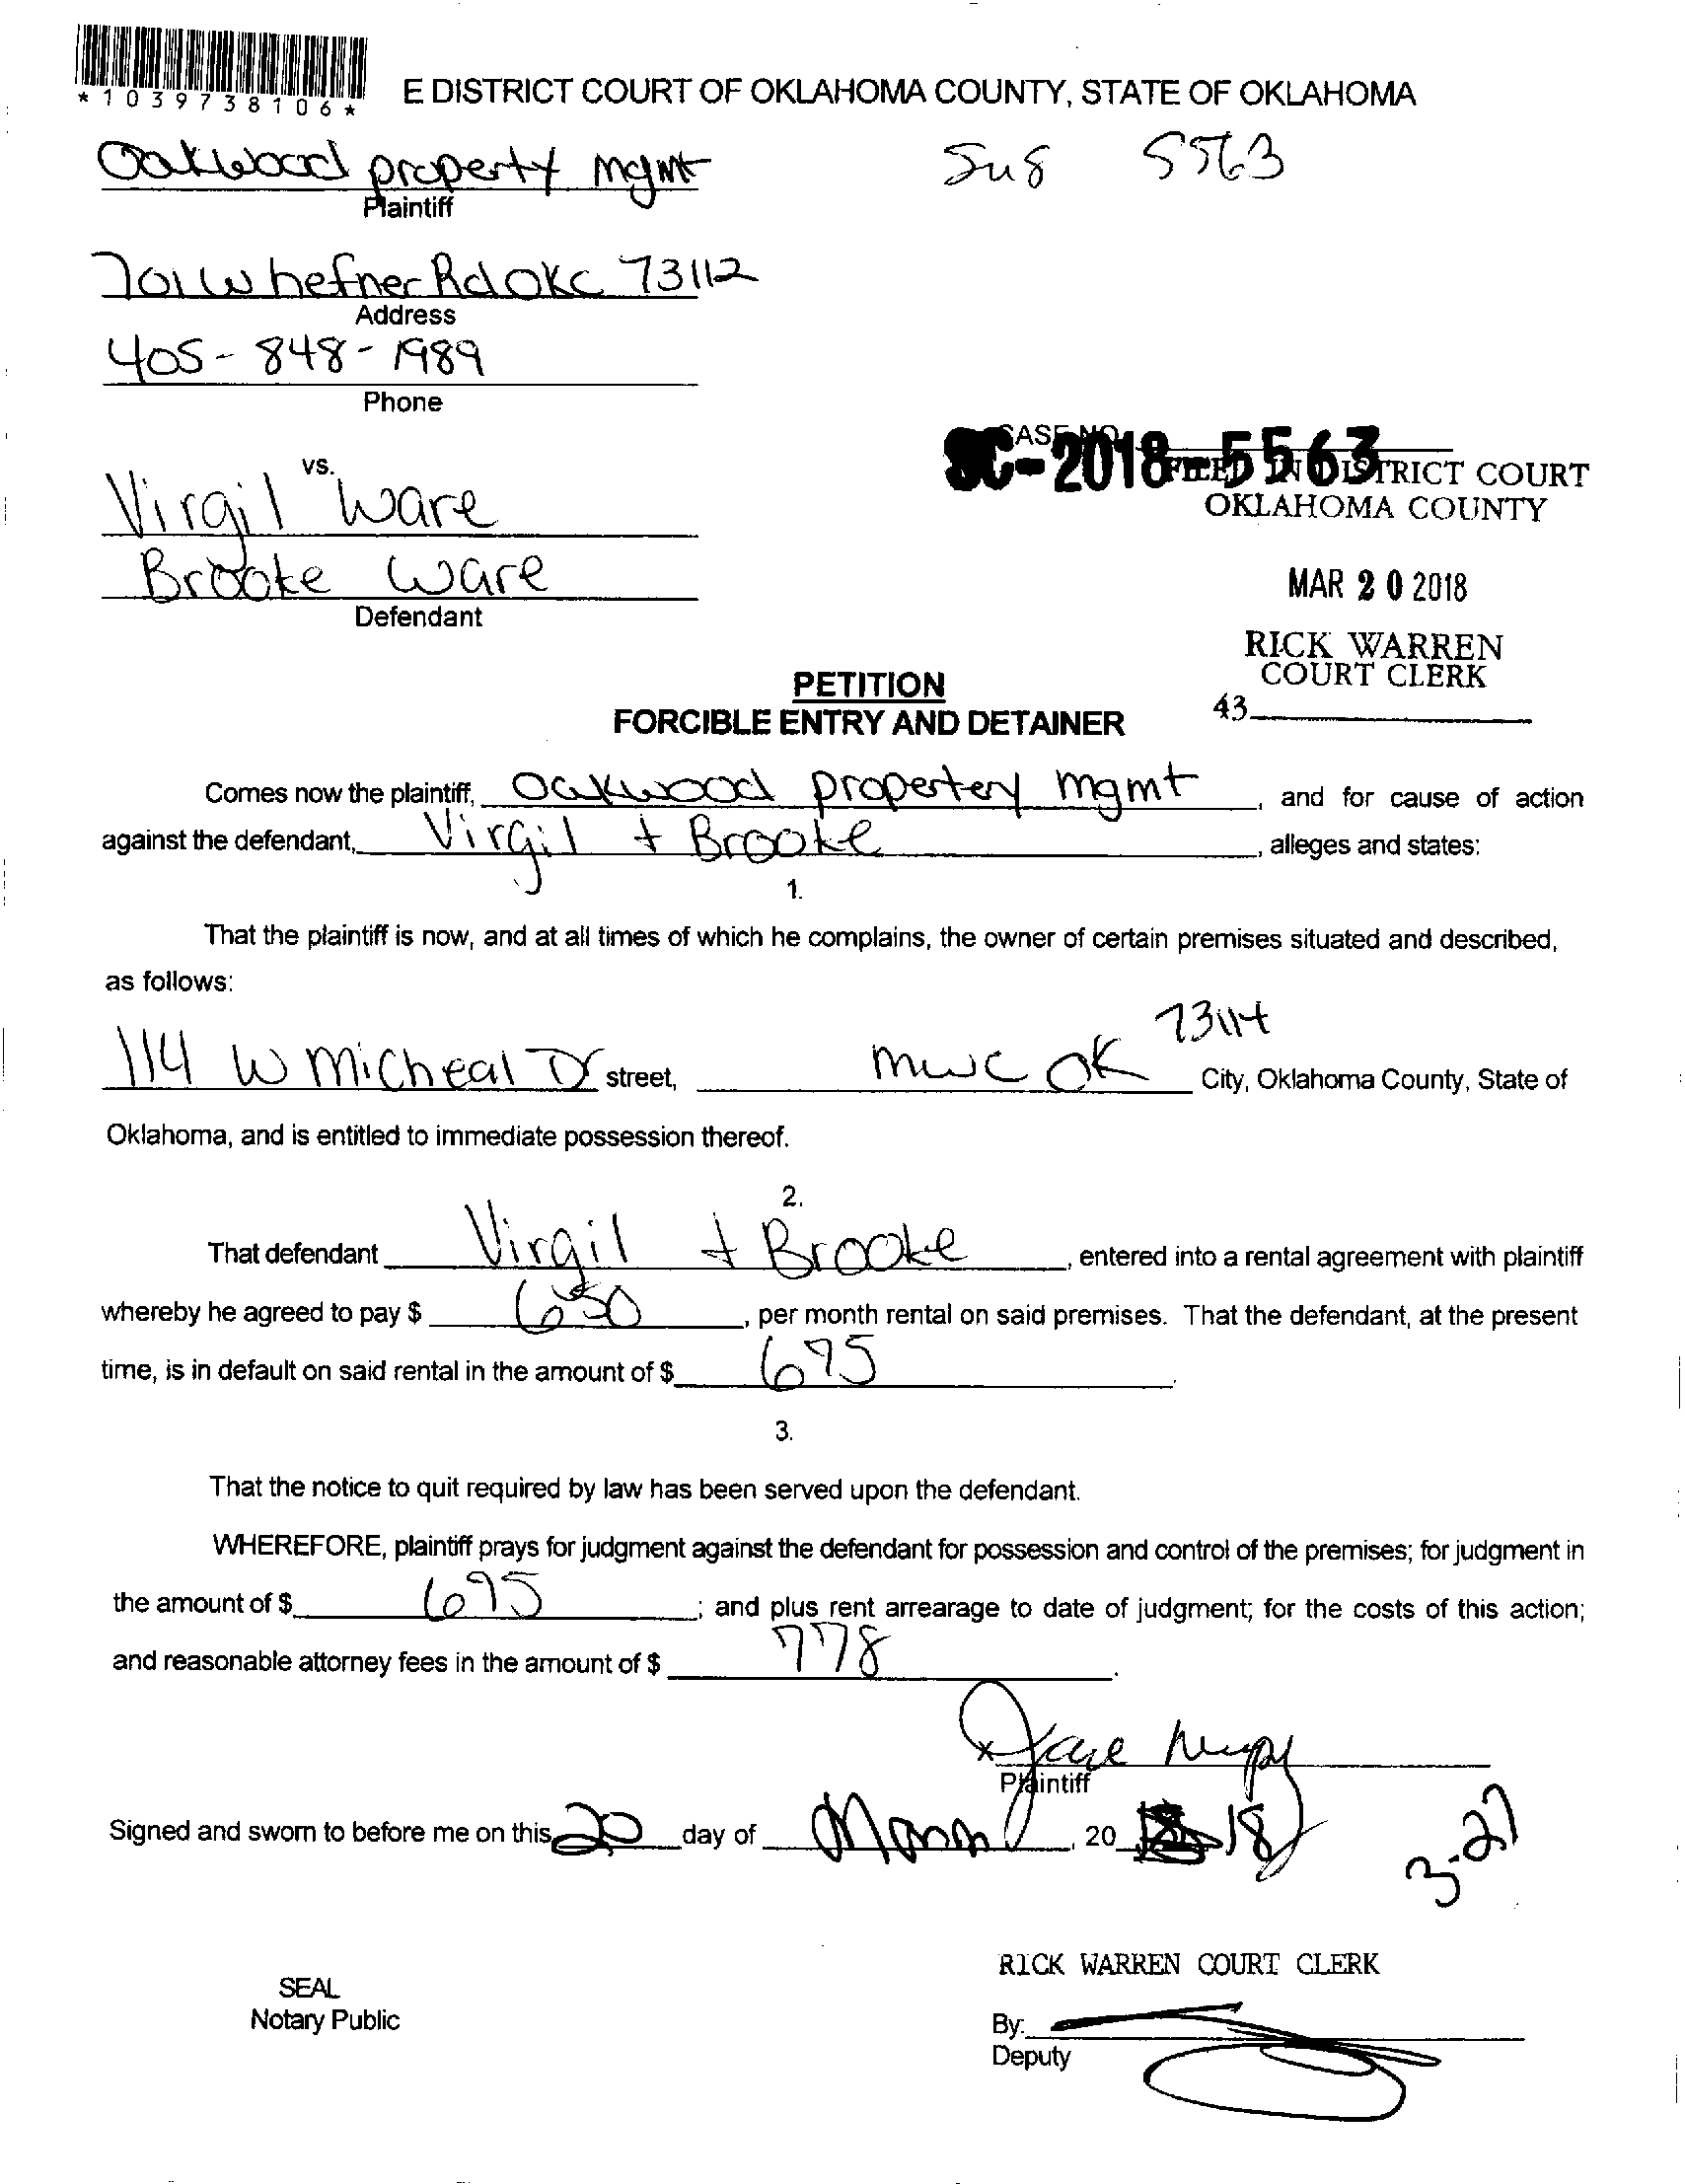 *1039738106*
E DISTRICT COURT OF OKLAHOMA COUNTY, STATE OF OKLAHOMA
Oakwood property mgmt
Plaintiff
5563
701 W hefner Rd OKC 73112
Address
405-848-1989
Phone
CASE NO.
SC-2018-5563
FILED IN DISTRICT COURT
OKLAHOMA COUNTY
vs.
Virgil Ware
Brooke Ware
Defendant
MAR 20 2018
RICK WARREN
COURT CLERK
43
PETITION
FORCIBLE ENTRY AND DETAINER
Comes now the plaintiff, Oakwood propertery mgmt, and for cause of action
against the defendant, Virgil + Brooke, alleges and states:
1.
That the plaintiff is now, and at all times of which he complains, the owner of certain premises situated and described,
as follows:
73114
114 W Micheal Dr street, mwc OK City, Oklahoma County, State of
Oklahoma, and is entitled to immediate possession thereof.
2.
That defendant Virgil + Brooke, entered into a rental agreement with plaintiff
whereby he agreed to pay $ 650, per month rental on said premises. That the defendant, at the present
time, is in default on said rental in the amount of $ 695.
3.
That the notice to quit required by law has been served upon the defendant.
WHEREFORE, plaintiff prays for judgment against the defendant for possession and control of the premises; for judgment in
the amount of $ 695; and plus rent arrearage to date of judgment; for the costs of this action;
and reasonable attorney fees in the amount of $ 778.
x
Plaintiff
Signed and sworn to before me on this 20 day of, 20 18
3-27
RICK WARREN COURT CLERK
SEAL
Notary Public
By:
Deputy